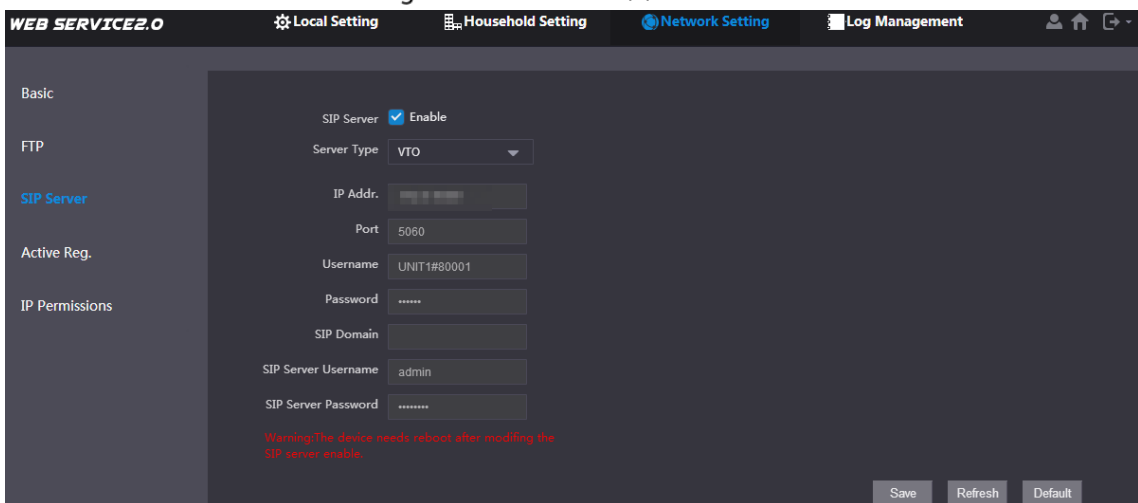 WEB SERVICE2.0
Local Setting
Household Setting
Network Setting
Log Management
Basic
FTP
SIP Server
Active Reg.
IP Permissions
SIP Server Enable
Server Type VTO
IP Addr.
Port 5060
Username UNIT1#80001
Password ••••••
SIP Domain
SIP Server Username admin
SIP Server Password ••••••••
Warning:The device needs reboot after modifing the
SIP server enable.
Save Refresh Default